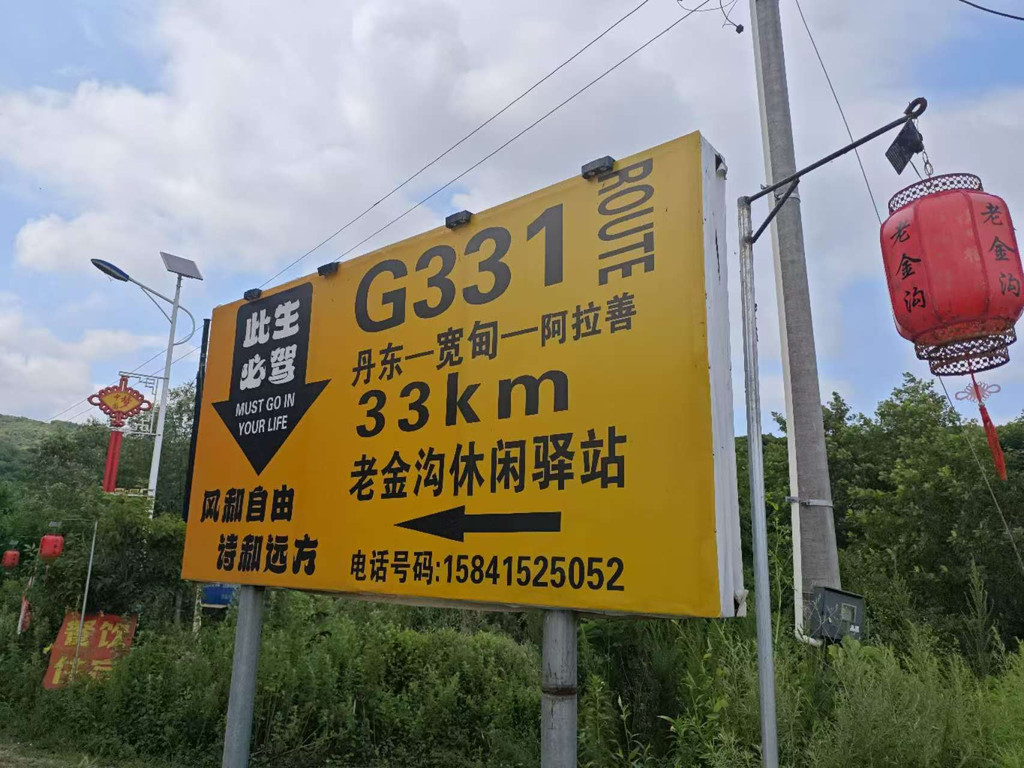 此生
必驾
MUST GO IN
YOUR LIFE
风和自由
诗和远方
G331
ROUTE
丹东—宽甸—阿拉善
33km
老金沟休闲驿站
电话号码:15841525052
老金沟
老金沟
餐饮